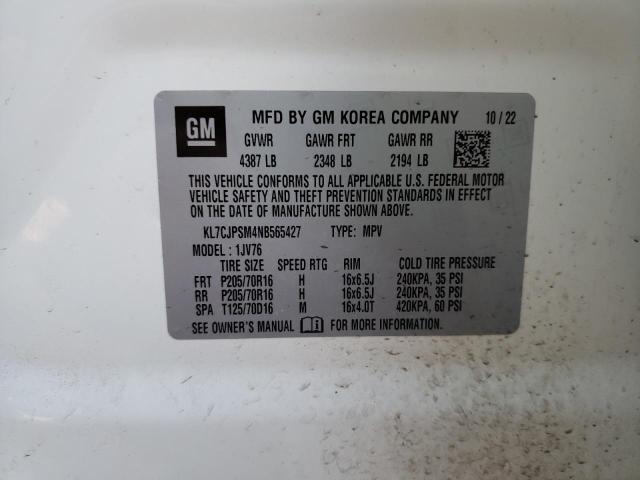 GM MFD BY GM KOREA COMPANY 10 / 22
GVWR GAWR FRT GAWR RR
4387 LB 2348 LB 2194 LB
THIS VEHICLE CONFORMS TO ALL APPLICABLE U.S. FEDERAL MOTOR
VEHICLE SAFETY AND THEFT PREVENTION STANDARDS IN EFFECT
ON THE DATE OF MANUFACTURE SHOWN ABOVE.
KL7CJPSM4NB565427 TYPE: MPV
MODEL : 1JV76
TIRE SIZE SPEED RTG RIM COLD TIRE PRESSURE
FRT P205/70R16 H 16x6.5J 240KPA, 35 PSI
RR P205/70R16 H 16x6.5J 240KPA, 35 PSI
SPA T125/70D16 M 16x4.0T 420KPA, 60 PSI
SEE OWNER'S MANUAL FOR MORE INFORMATION.